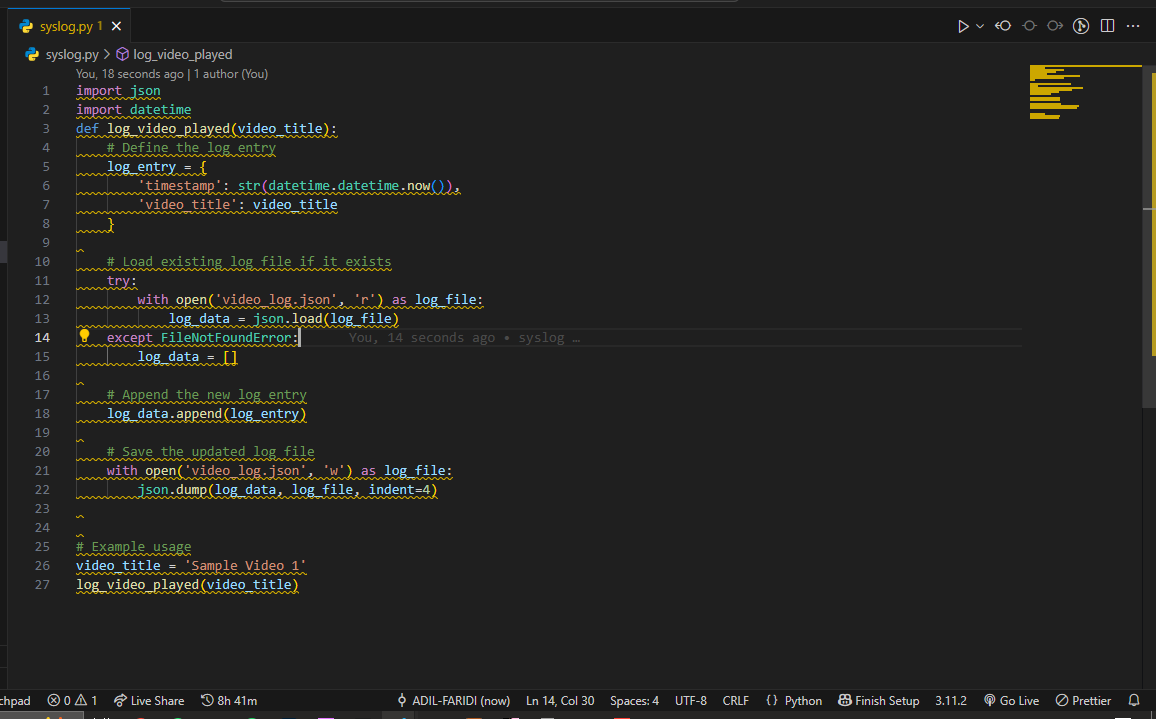 syslog.py 1
syslog.py > log_video_played
You, 18 seconds ago | 1 author (You)
1 import json
2 import datetime
3 def log_video_played(video_title):
4 # Define the log entry
5 log_entry = {
6 'timestamp': str(datetime.datetime.now()),
7 'video_title': video_title
8 }
9
10 # Load existing log file if it exists
11 try:
12 with open('video_log.json', 'r') as log_file:
13 log_data = json.load(log_file)
14 except FileNotFoundError: You, 14 seconds ago • syslog …
15 log_data = []
16
17 # Append the new log entry
18 log_data.append(log_entry)
19
20 # Save the updated log file
21 with open('video_log.json', 'w') as log_file:
22 json.dump(log_data, log_file, indent=4)
23
24
25 # Example usage
26 video_title = 'Sample Video 1'
27 log_video_played(video_title)
chpad 0 1 Live Share 8h 41m ADIL-FARIDI (now) Ln 14, Col 30 Spaces: 4 UTF-8 CRLF {} Python Finish Setup 3.11.2 Go Live Prettier